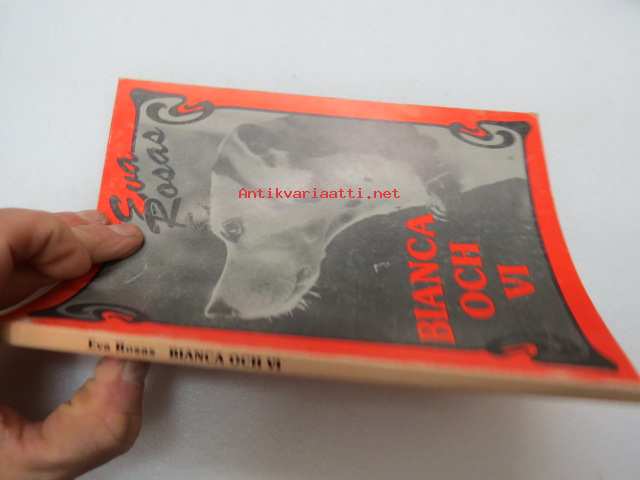 Eva
Rosas
Antikvariaatti.net
BIANCA
OCH
VI
Eva Rosas BIANCA OCH VI